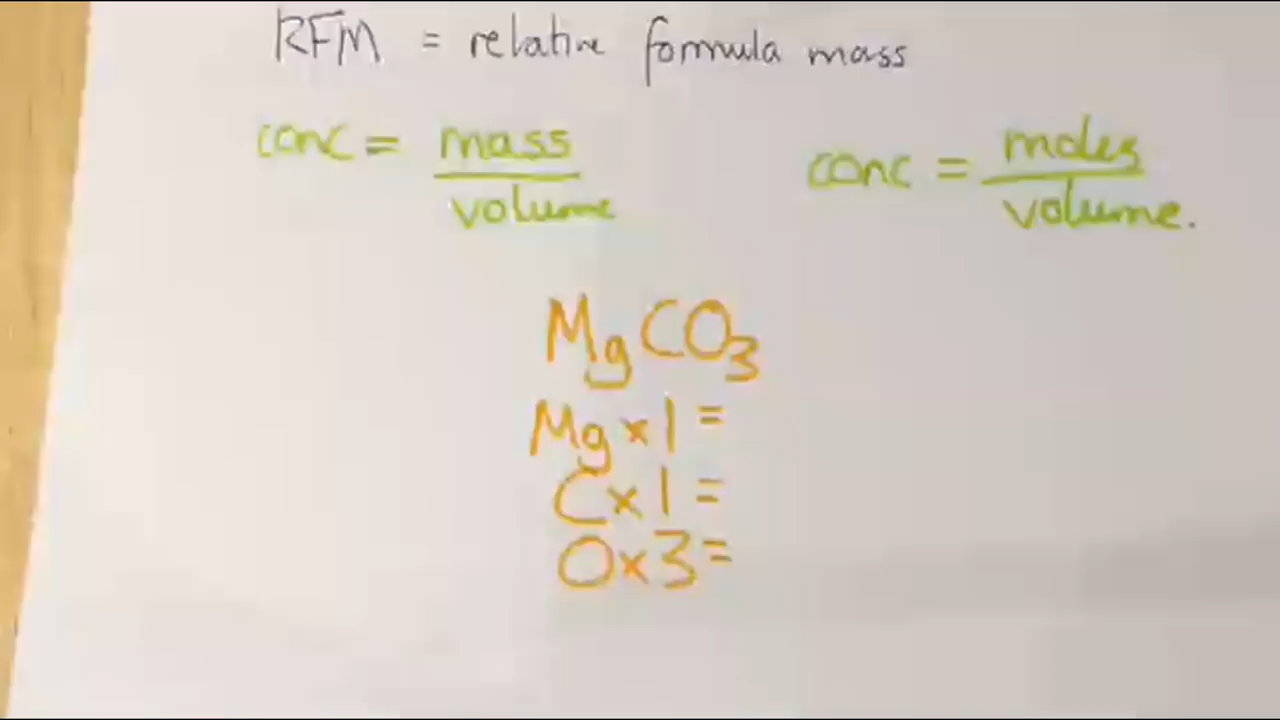 RFM = relative formula mass
conc = mass
volume
conc = moles
volume.
MgCO3
Mg x 1 =
C x 1 =
O x 3 =